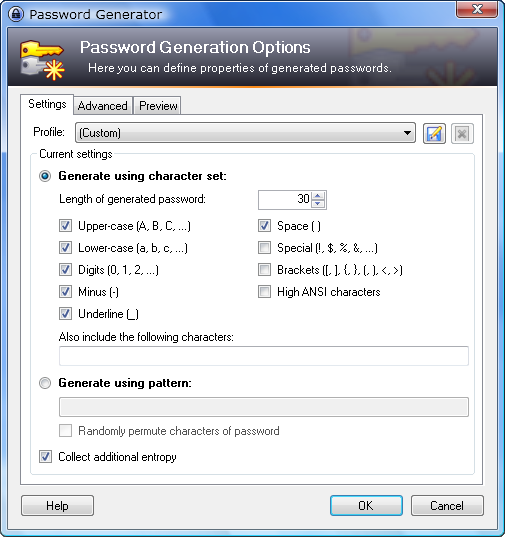 Password Generator
Password Generation Options
Here you can define properties of generated passwords.
Settings Advanced Preview
Profile: (Custom)
Current settings
Generate using character set:
Length of generated password: 30
Upper-case (A, B, C, ...) Space ( )
Lower-case (a, b, c, ...) Special (!, $, %, &, ...)
Digits (0, 1, 2, ...) Brackets ([, ], {, }, (, ), <, >)
Minus (-) High ANSI characters
Underline (_)
Also include the following characters:
Generate using pattern:
Randomly permute characters of password
Collect additional entropy
Help OK Cancel